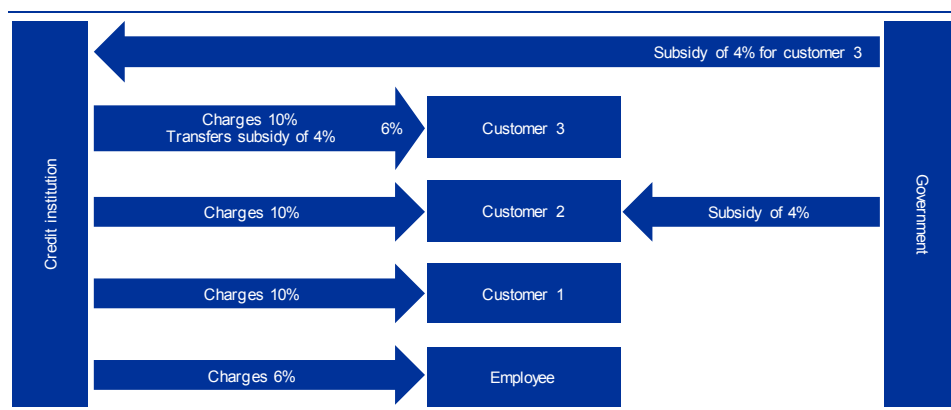 Subsidy of 4% for customer 3
Charges 10%
Transfers subsidy of 4%
6%
Customer 3
Credit institution
Charges 10%
Customer 2
Subsidy of 4%
Government
Charges 10%
Customer 1
Charges 6%
Employee